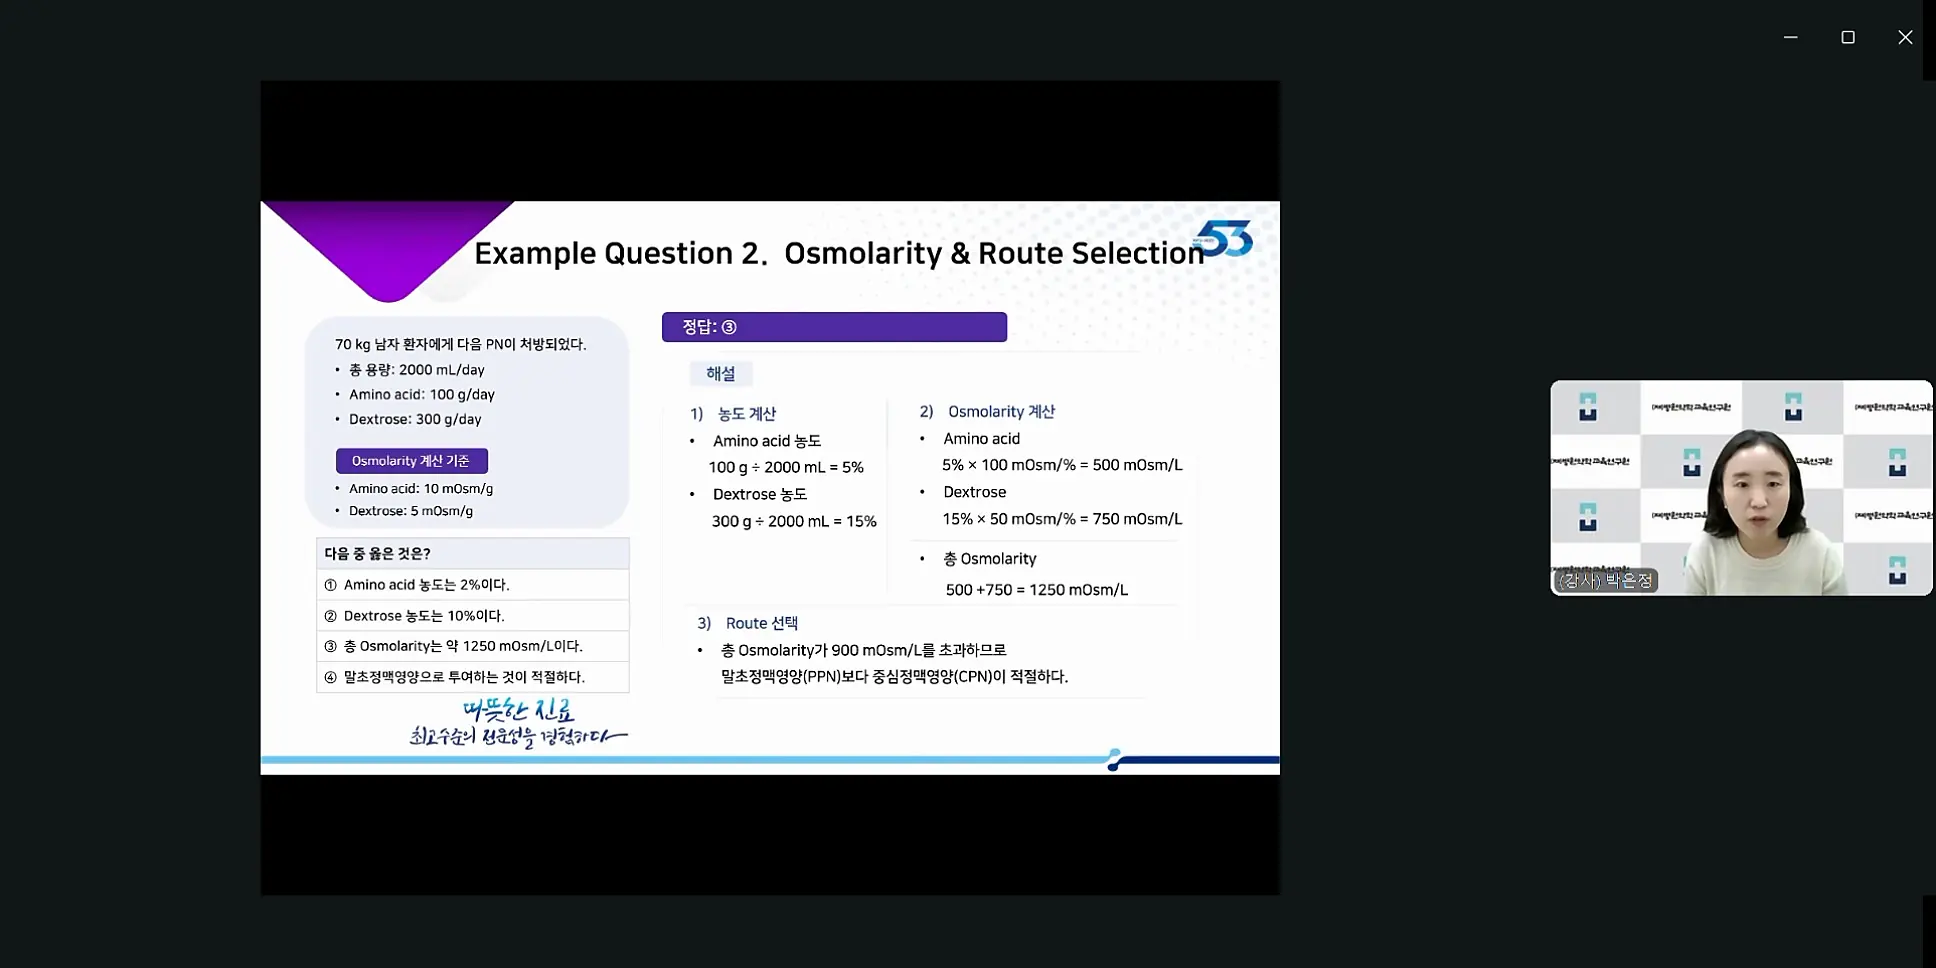 Example Question 2. Osmolarity & Route Selection
53
70 kg 남자 환자에게 다음 PN이 처방되었다.
• 총 용량: 2000 mL/day
• Amino acid: 100 g/day
• Dextrose: 300 g/day
Osmolarity 계산 기준
• Amino acid: 10 mOsm/g
• Dextrose: 5 mOsm/g
다음 중 옳은 것은?
① Amino acid 농도는 2%이다.
② Dextrose 농도는 10%이다.
③ 총 Osmolarity는 약 1250 mOsm/L이다.
④ 말초정맥영양으로 투여하는 것이 적절하다.
따뜻한 진료
최고수준의 전문성을 경험하다
정답: ③
해설
1) 농도 계산
• Amino acid 농도
100 g ÷ 2000 mL = 5%
• Dextrose 농도
300 g ÷ 2000 mL = 15%
2) Osmolarity 계산
• Amino acid
5% × 100 mOsm/% = 500 mOsm/L
• Dextrose
15% × 50 mOsm/% = 750 mOsm/L
• 총 Osmolarity
500 +750 = 1250 mOsm/L
3) Route 선택
• 총 Osmolarity가 900 mOsm/L를 초과하므로
말초정맥영양(PPN)보다 중심정맥영양(CPN)이 적절하다.
(재)병원약학교육연구원
(강사) 박은정